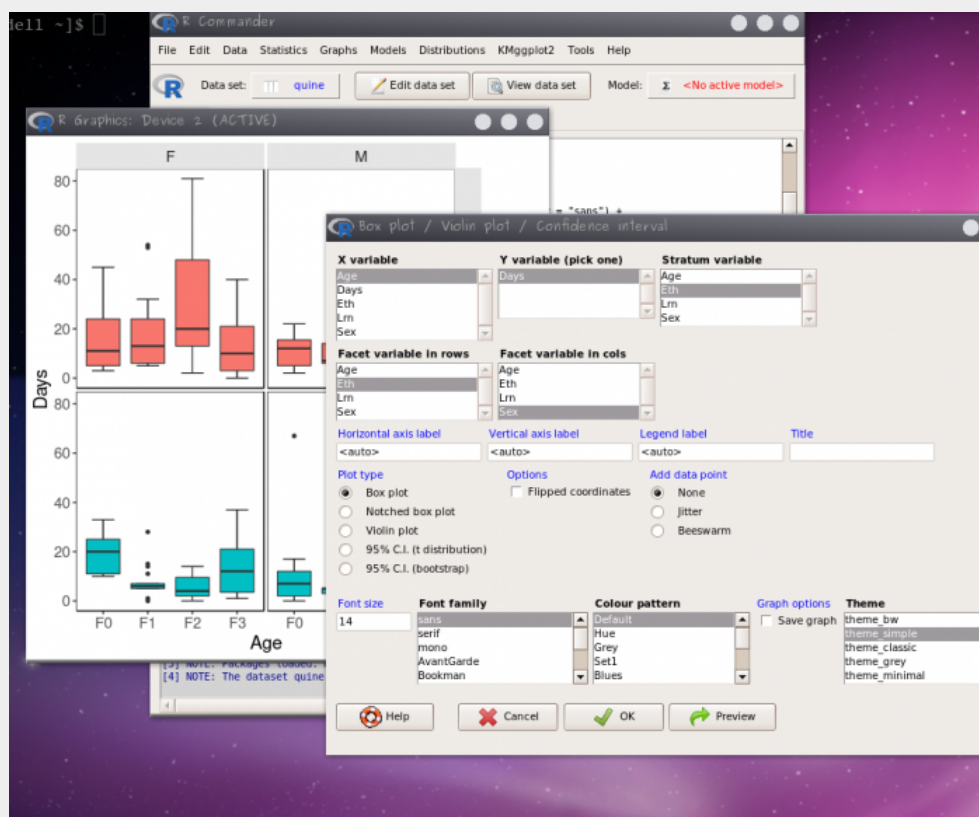 dell ~]$
R Commander
File Edit Data Statistics Graphs Models Distributions KMggplot2 Tools Help
Data set: quine Edit data set View data set Model: Σ <No active model>
R Graphics: Device 2 (ACTIVE)
F M
80
60
40
20
0
80
60
40
20
0
Days
F0 F1 F2 F3 F0
Age
= "sans") +
Box plot / Violin plot / Confidence interval
X variable Y variable (pick one) Stratum variable
Age Days Age
Days Eth
Eth Lrn
Lrn Sex
Sex
Facet variable in rows Facet variable in cols
Age Age
Eth Eth
Lrn Lrn
Sex Sex
Horizontal axis label Vertical axis label Legend label Title
<auto> <auto> <auto>
Plot type Options Add data point
Box plot Flipped coordinates None
Notched box plot Jitter
Violin plot Beeswarm
95% C.I. (t distribution)
95% C.I. (bootstrap)
Font size Font family Colour pattern Graph options Theme
14 sans Default Save graph theme_bw
serif Hue theme_simple
mono Grey theme_classic
AvantGarde Set1 theme_grey
Bookman Blues theme_minimal
Help Cancel OK Preview
[3] NOTE: Packages loaded:
[4] NOTE: The dataset quine